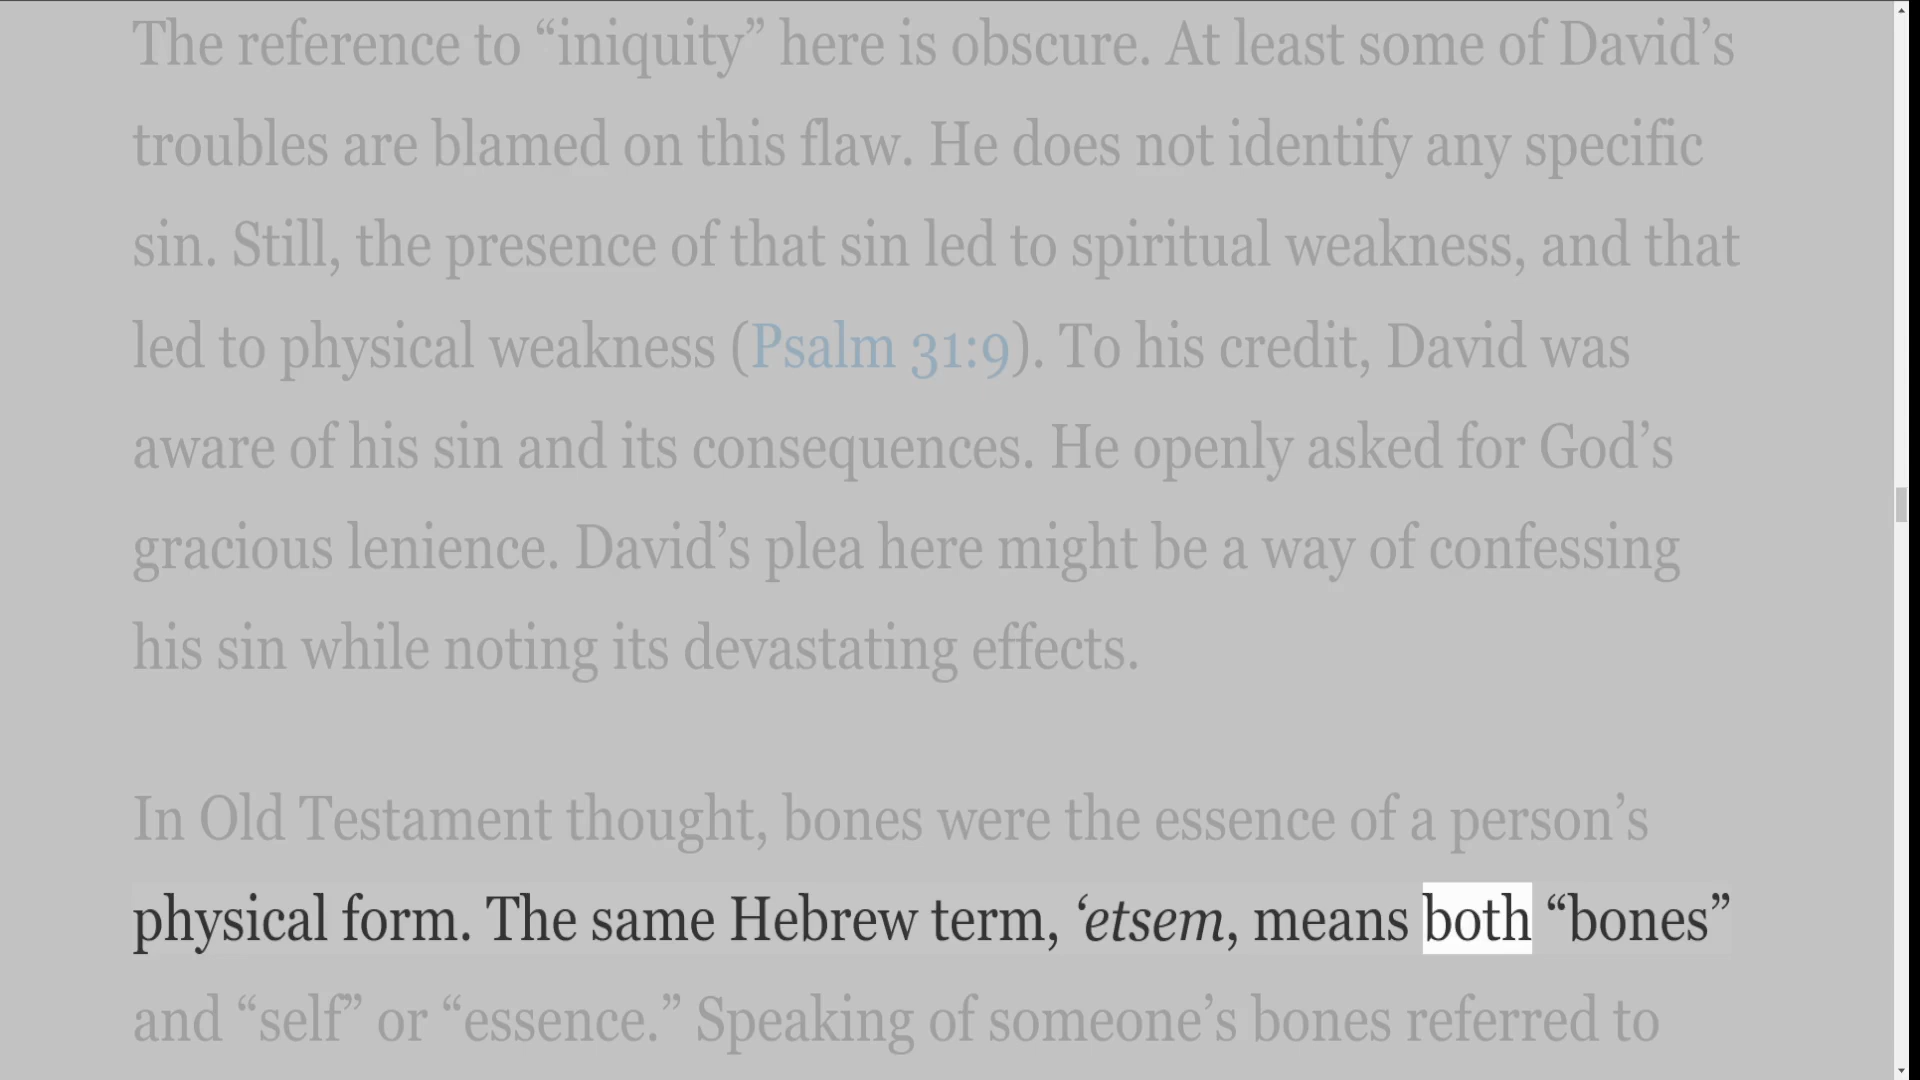 The reference to “iniquity” here is obscure. At least some of David’s
troubles are blamed on this flaw. He does not identify any specific
sin. Still, the presence of that sin led to spiritual weakness, and that
led to physical weakness (Psalm 31:9). To his credit, David was
aware of his sin and its consequences. He openly asked for God’s
gracious lenience. David’s plea here might be a way of confessing
his sin while noting its devastating effects.
In Old Testament thought, bones were the essence of a person’s
physical form. The same Hebrew term, ‘etsem, means both “bones”
and “self” or “essence.” Speaking of someone’s bones referred to